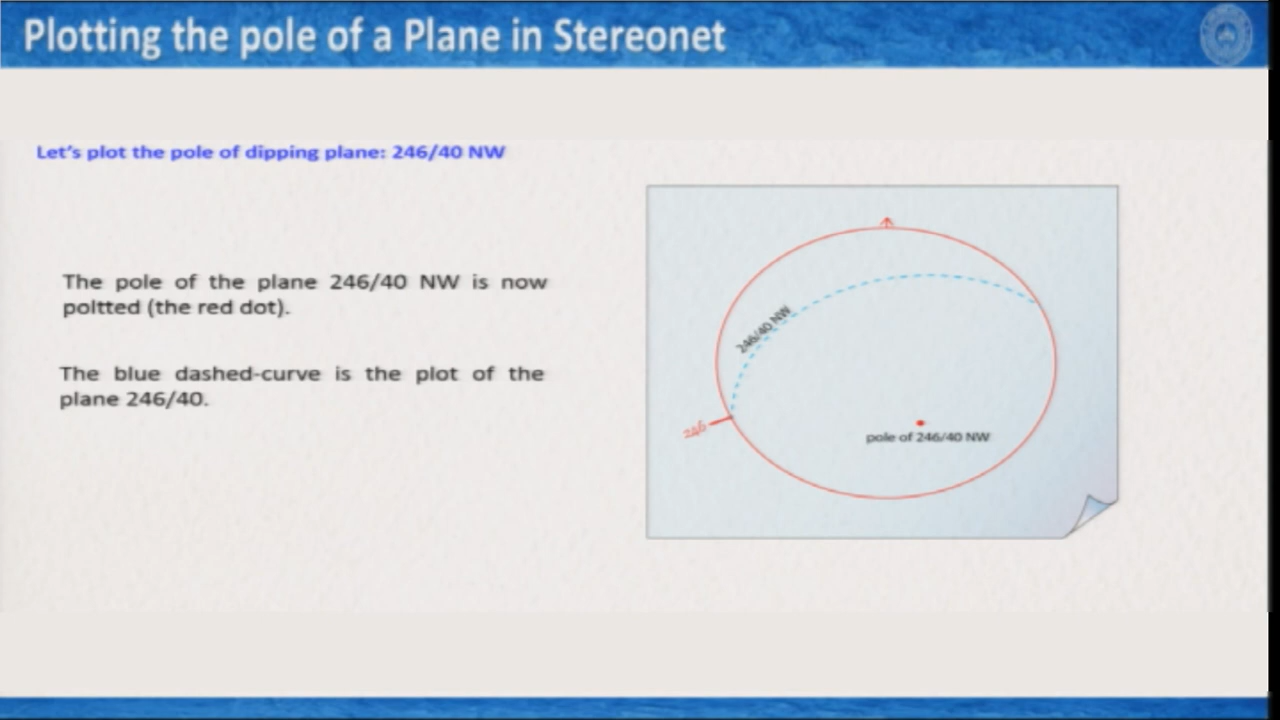 Plotting the pole of a Plane in Stereonet
Let's plot the pole of dipping plane: 246/40 NW
The pole of the plane 246/40 NW is now
poltted (the red dot).
The blue dashed-curve is the plot of the
plane 246/40.
246/40 NW
246
pole of 246/40 NW